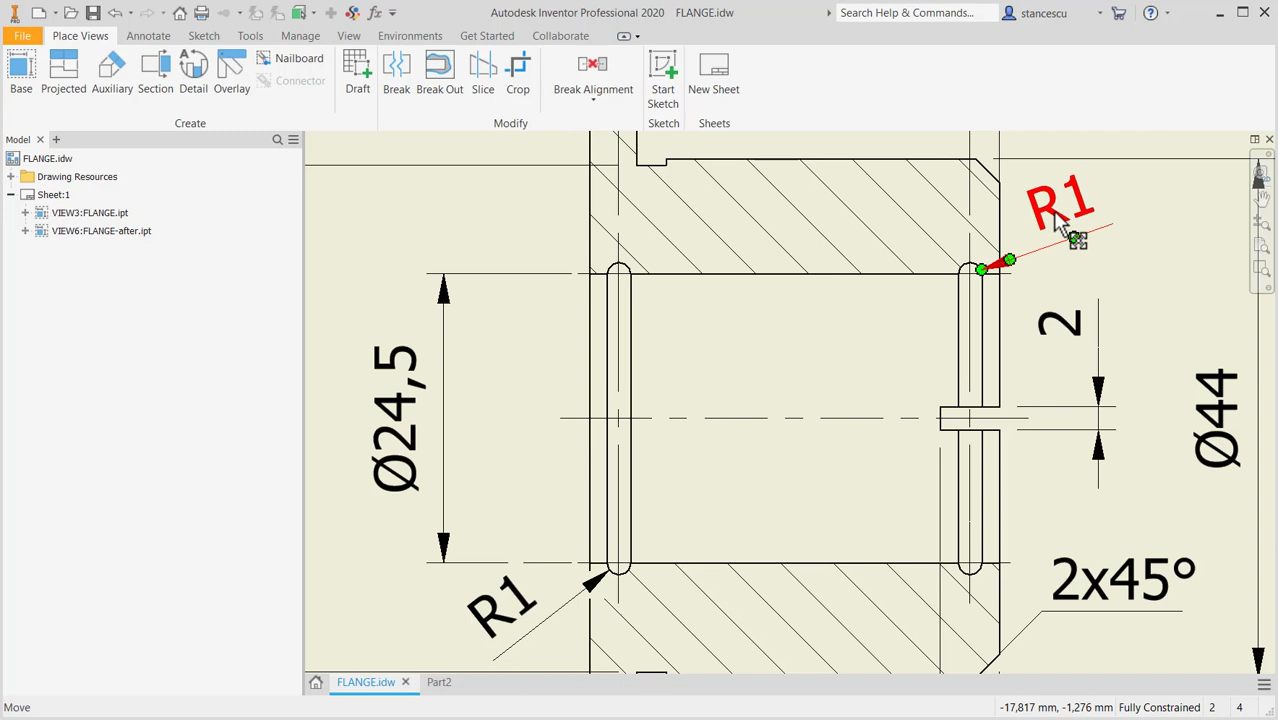 PRO
fx
Autodesk Inventor Professional 2020 FLANGE.idw
Search Help & Commands...
stancescu
File Place Views Annotate Sketch Tools Manage View Environments Get Started Collaborate
Base
Projected
Auxiliary
Section
Detail
Overlay
Nailboard
Connector
Draft
Break
Break Out
Slice
Crop
Break Alignment
Start
Sketch
New Sheet
Create
Modify
Sketch
Sheets
Model
FLANGE.idw
Drawing Resources
Sheet:1
VIEW3:FLANGE.ipt
VIEW6:FLANGE-after.ipt
R1
2
Ø24,5
Ø44
R1
2x45°
FLANGE.idw
Part2
Move
-17,817 mm, -1,276 mm Fully Constrained 2 4